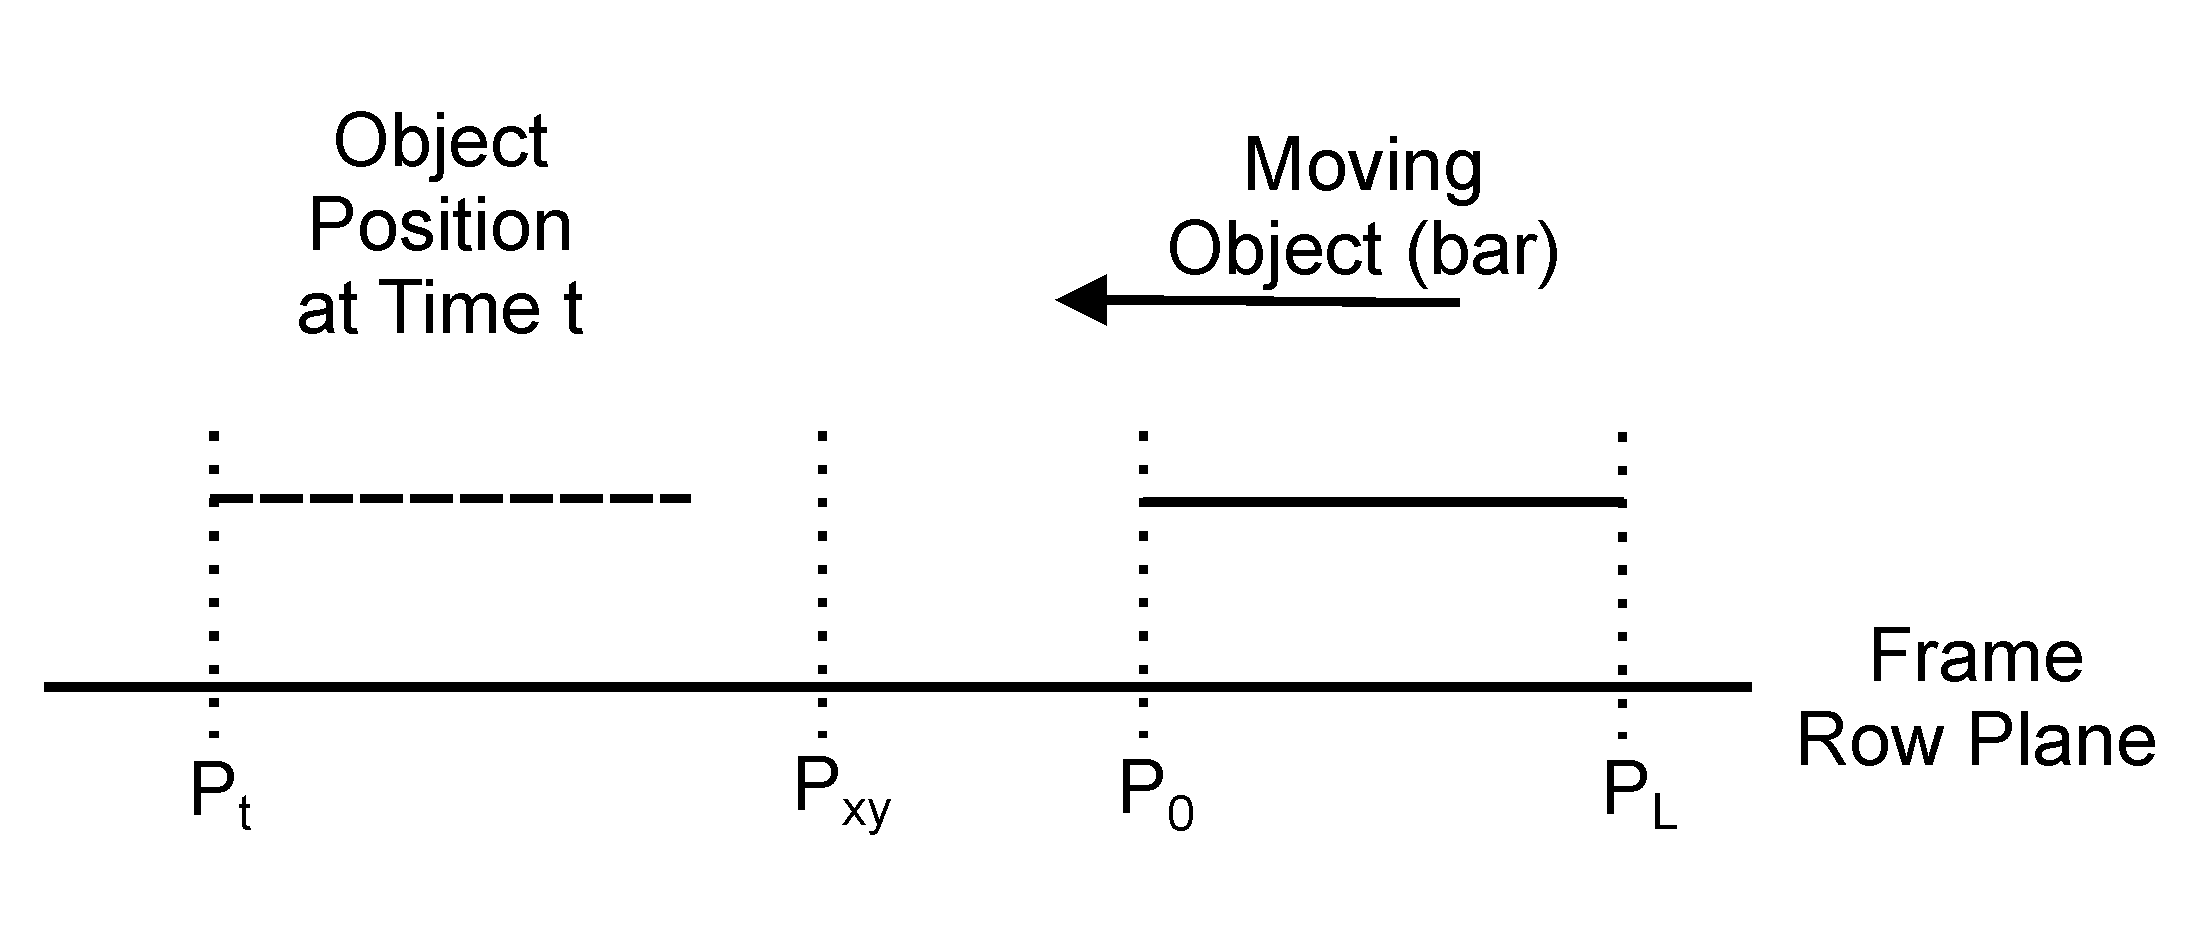 Object
Position
at Time t
Moving
Object (bar)
Frame
Row Plane
Pt
Pxy
P0
PL